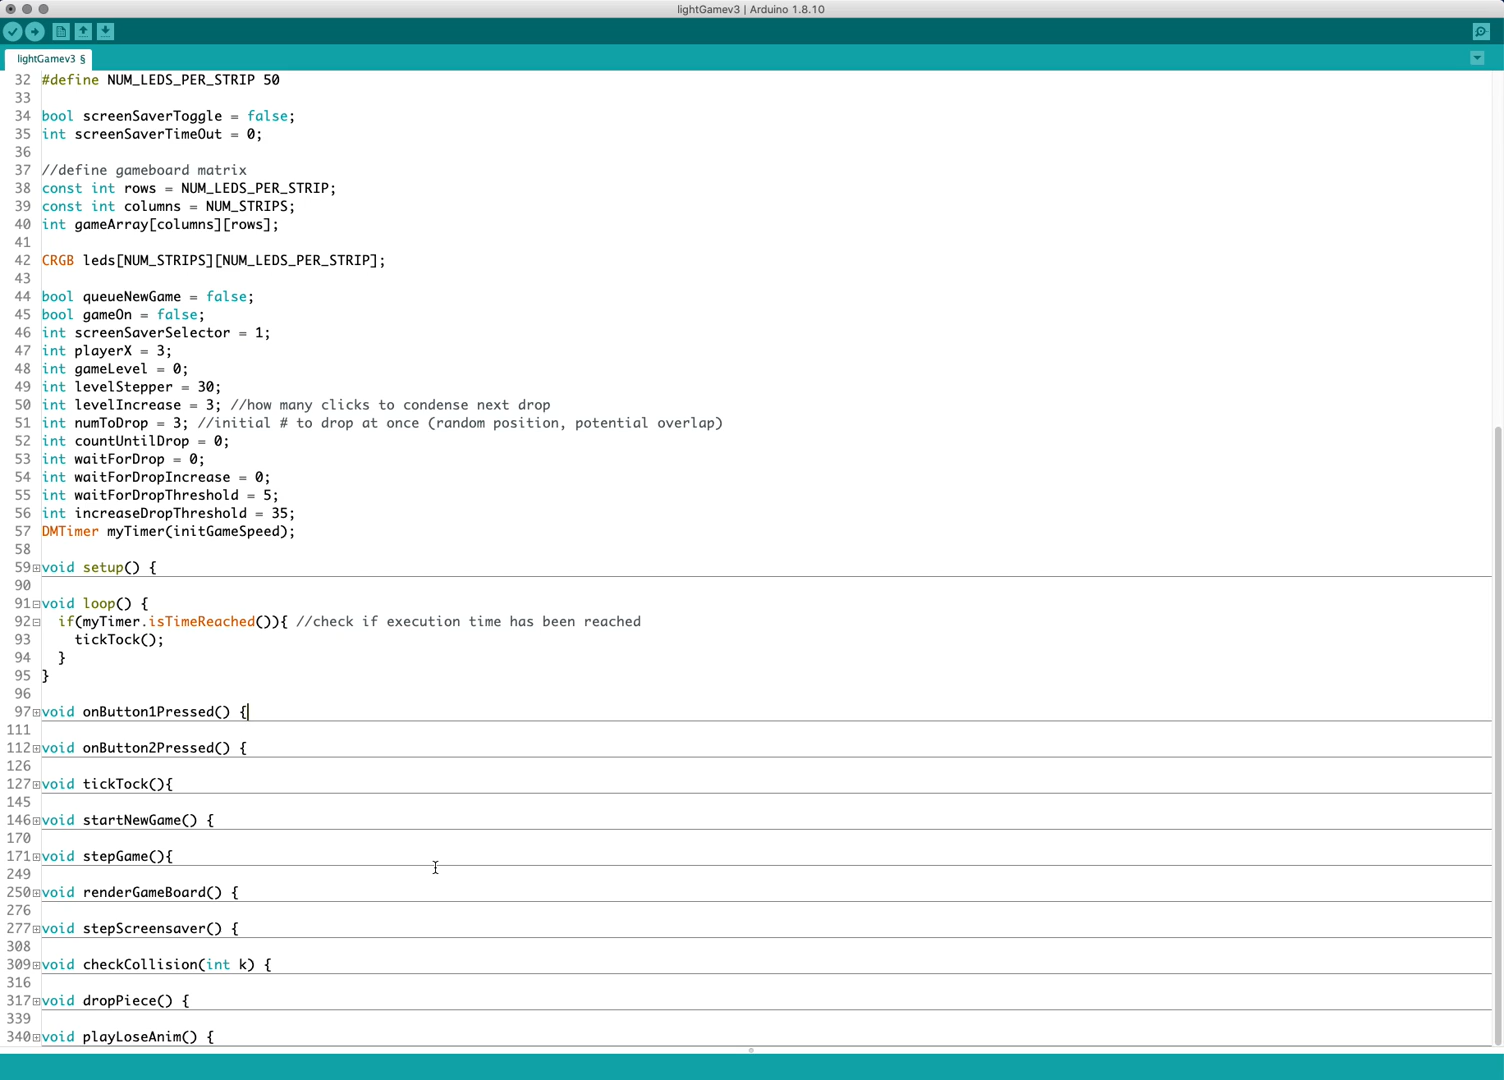 lightGamev3 | Arduino 1.8.10
lightGamev3 §
32 #define NUM_LEDS_PER_STRIP 50
33
34 bool screenSaverToggle = false;
35 int screenSaverTimeOut = 0;
36
37 //define gameboard matrix
38 const int rows = NUM_LEDS_PER_STRIP;
39 const int columns = NUM_STRIPS;
40 int gameArray[columns][rows];
41
42 CRGB leds[NUM_STRIPS][NUM_LEDS_PER_STRIP];
43
44 bool queueNewGame = false;
45 bool gameOn = false;
46 int screenSaverSelector = 1;
47 int playerX = 3;
48 int gameLevel = 0;
49 int levelStepper = 30;
50 int levelIncrease = 3; //how many clicks to condense next drop
51 int numToDrop = 3; //initial # to drop at once (random position, potential overlap)
52 int countUntilDrop = 0;
53 int waitForDrop = 0;
54 int waitForDropIncrease = 0;
55 int waitForDropThreshold = 5;
56 int increaseDropThreshold = 35;
57 DMTimer myTimer(initGameSpeed);
58
59 void setup() {
90
91 void loop() {
92   if(myTimer.isTimeReached()){ //check if execution time has been reached
93     tickTock();
94   }
95 }
96
97 void onButton1Pressed() {
111
112 void onButton2Pressed() {
126
127 void tickTock(){
145
146 void startNewGame() {
170
171 void stepGame(){
249
250 void renderGameBoard() {
276
277 void stepScreensaver() {
308
309 void checkCollision(int k) {
316
317 void dropPiece() {
339
340 void playLoseAnim() {